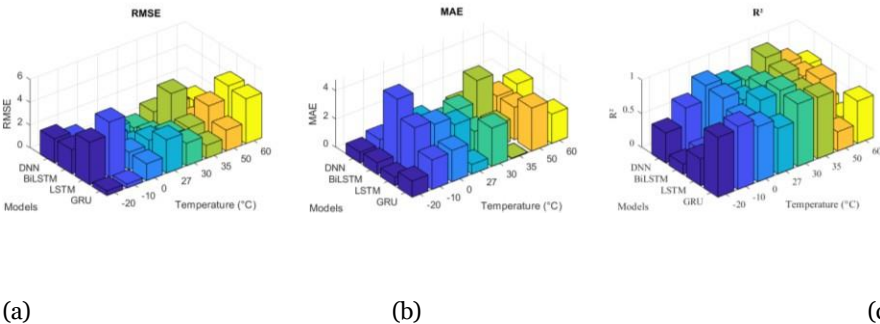 RMSE
6
4
2
0
RMSE
DNN
BiLSTM
LSTM
GRU
Models
-20
-10
0
27
30
35
50
60
Temperature (°C)
MAE
4
2
0
MAE
DNN
BiLSTM
LSTM
GRU
Models
-20
-10
0
27
30
35
50
60
Temperature (°C)
R²
1
0.5
0
R²
DNN
BiLSTM
LSTM
GRU
Models
-20
-10
0
27
30
35
50
60
Temperature (°C)
(a)
(b)
(c